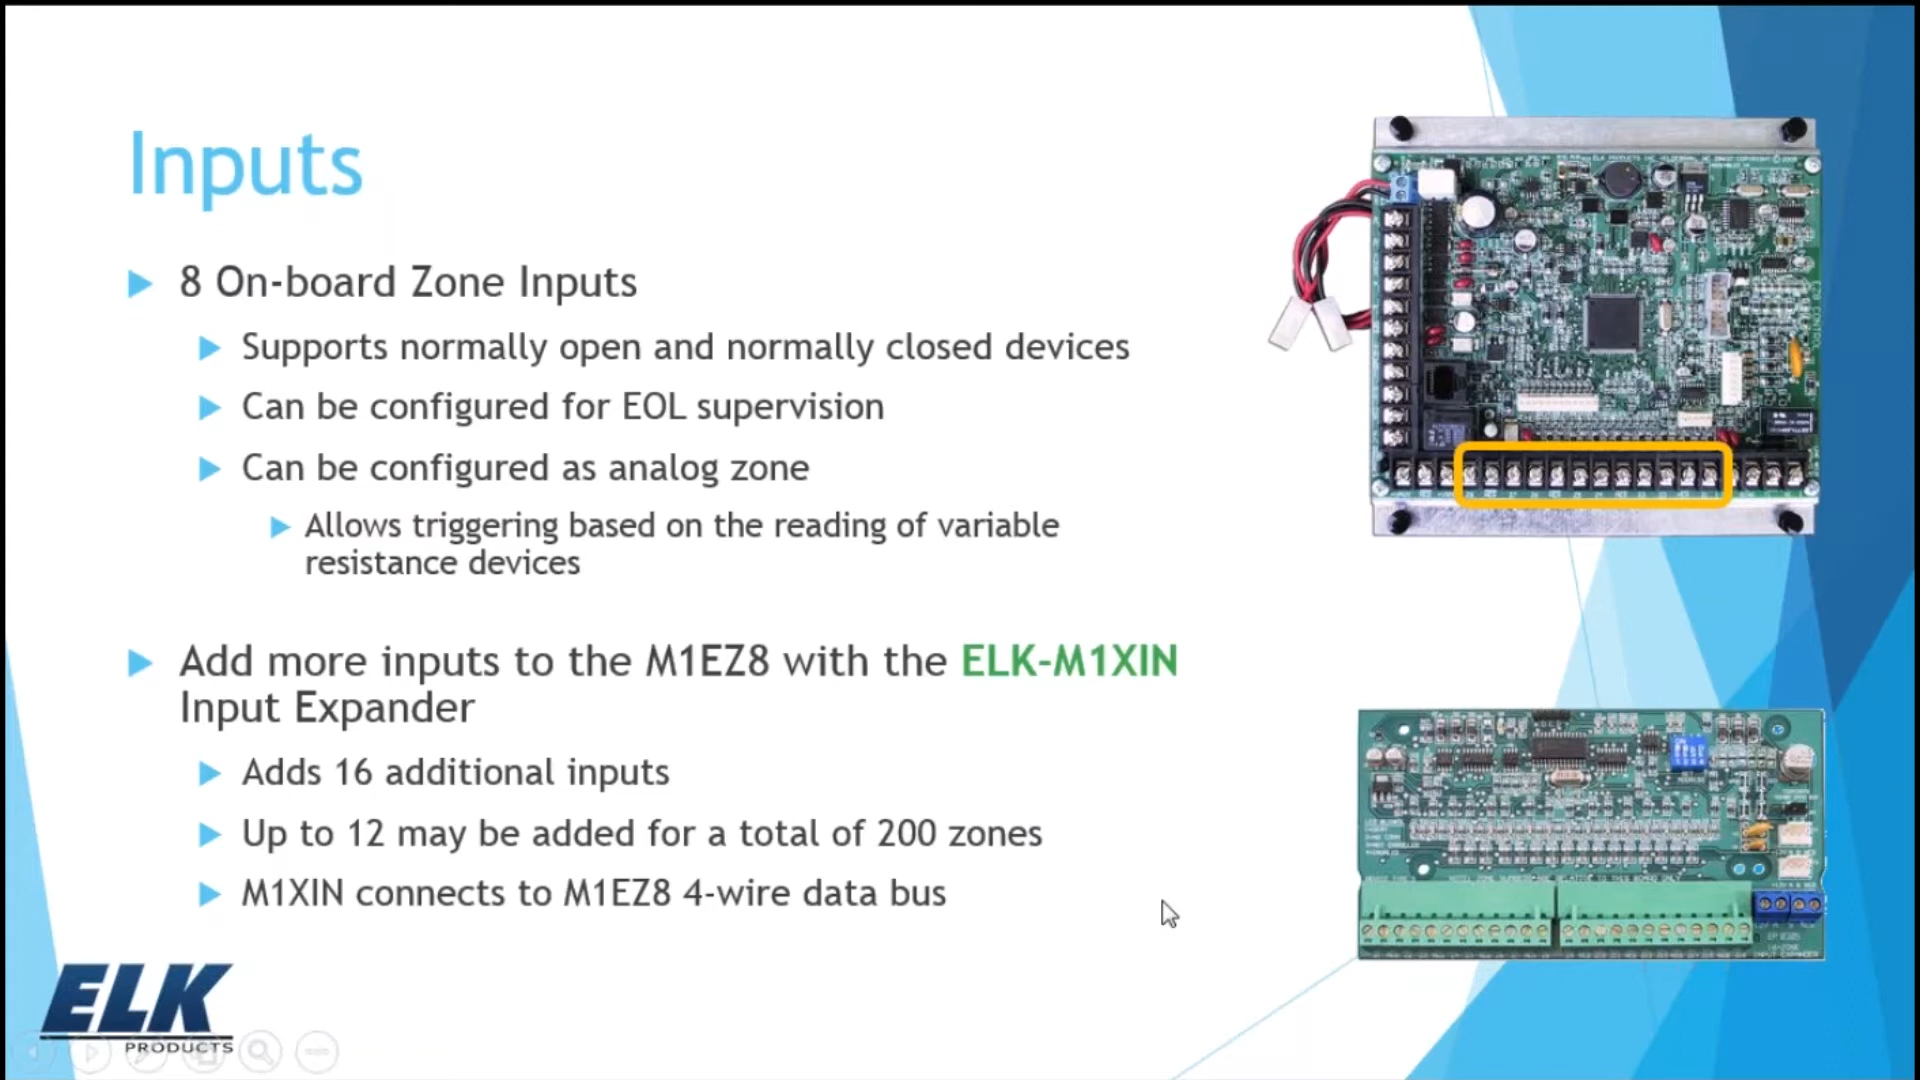 Inputs
8 On-board Zone Inputs
Supports normally open and normally closed devices
Can be configured for EOL supervision
Can be configured as analog zone
Allows triggering based on the reading of variable
resistance devices
Add more inputs to the M1EZ8 with the ELK-M1XIN
Input Expander
Adds 16 additional inputs
Up to 12 may be added for a total of 200 zones
M1XIN connects to M1EZ8 4-wire data bus
ELK
PRODUCTS